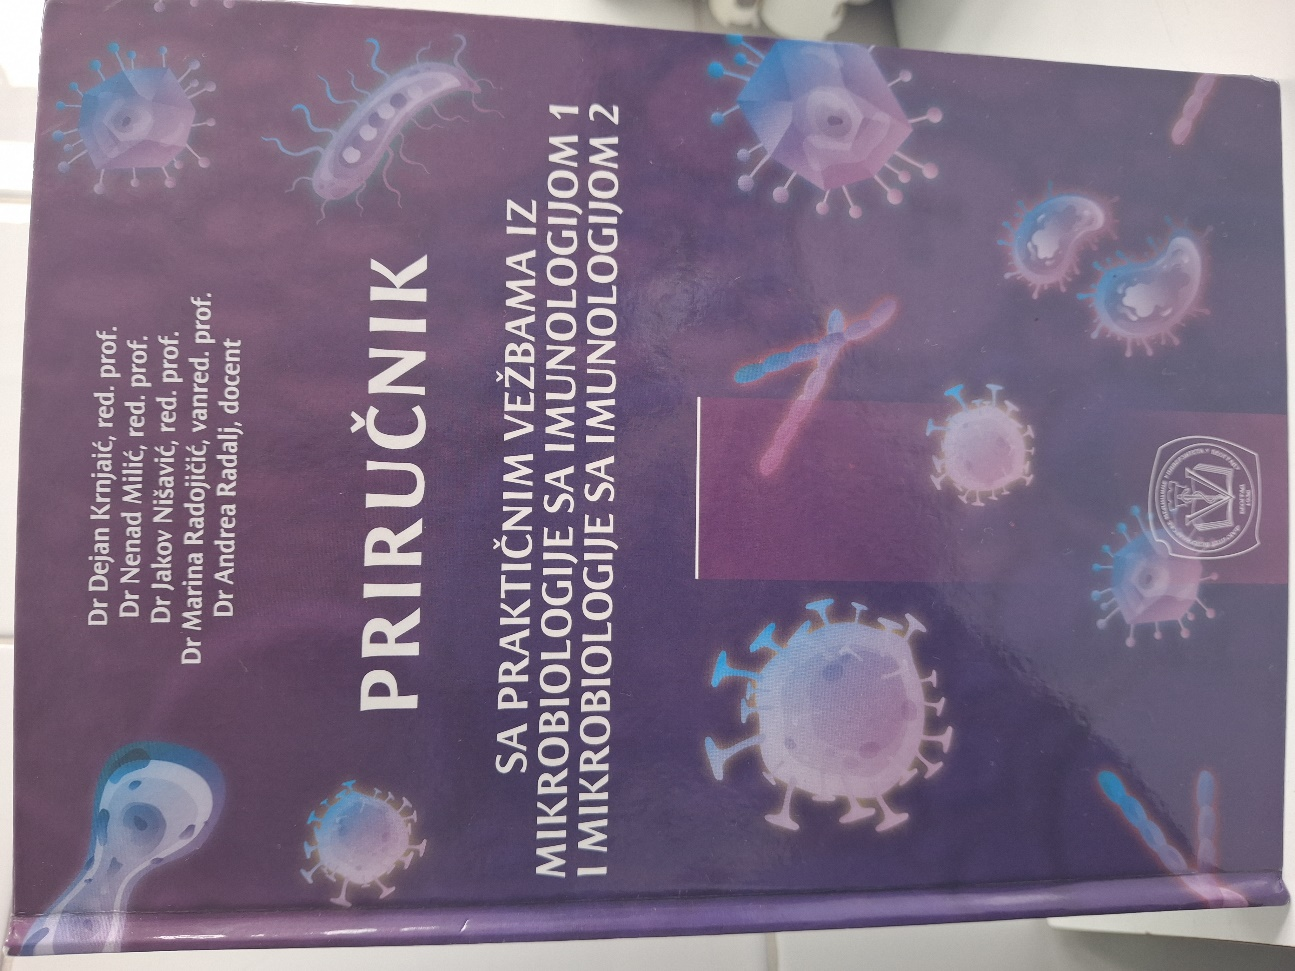 Dr Dejan Krnjaić, red. prof.
Dr Nenad Milić, red. prof.
Dr Jakov Nišavić, red. prof.
Dr Marina Radojičić, vanred. prof.
Dr Andrea Radalj, docent
PRIRUČNIK
SA PRAKTIČNIM VEŽBAMA IZ
MIKROBIOLOGIJE SA IMUNOLOGIJOM 1
I MIKROBIOLOGIJE SA IMUNOLOGIJOM 2